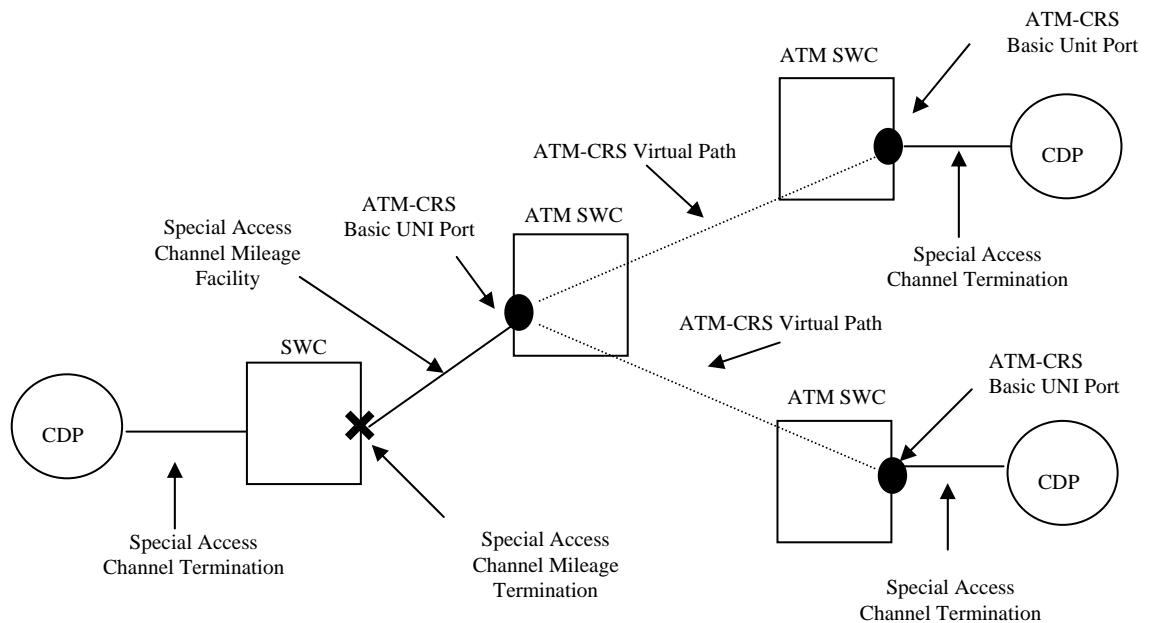 ATM-CRS
Basic Unit Port
ATM SWC
CDP
ATM-CRS Virtual Path
ATM-CRS
Basic UNI Port
ATM SWC
Special Access
Channel Mileage
Facility
Special Access
Channel Termination
ATM-CRS Virtual Path
SWC
ATM-CRS
Basic UNI Port
ATM SWC
CDP
CDP
Special Access
Channel Termination
Special Access
Channel Mileage
Termination
Special Access
Channel Termination